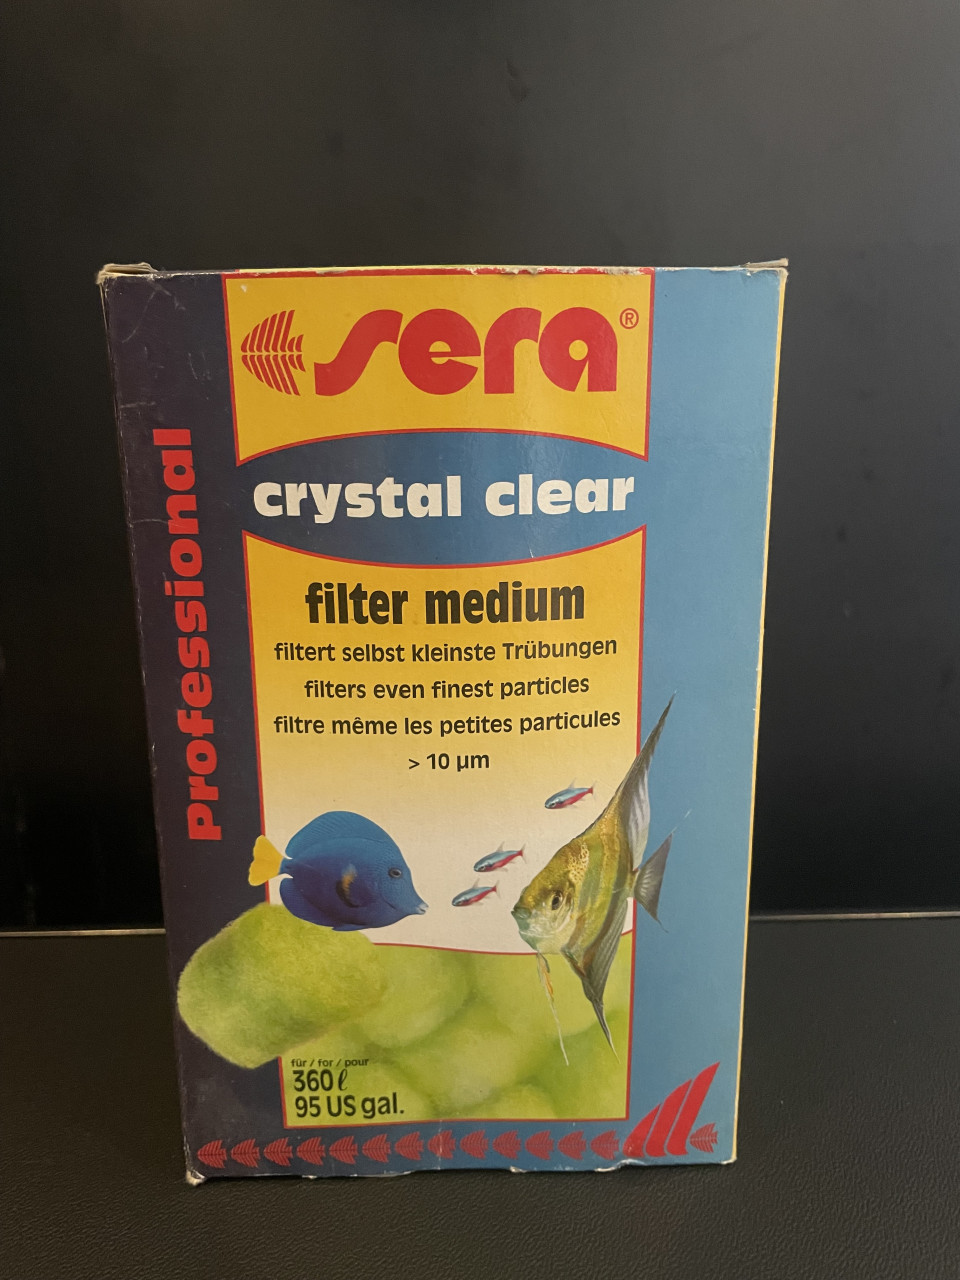 sera®
crystal clear
Professional
filter medium
filtert selbst kleinste Trübungen
filters even finest particles
filtre même les petites particules
> 10 µm
für / for / pour
360 ℓ
95 US gal.